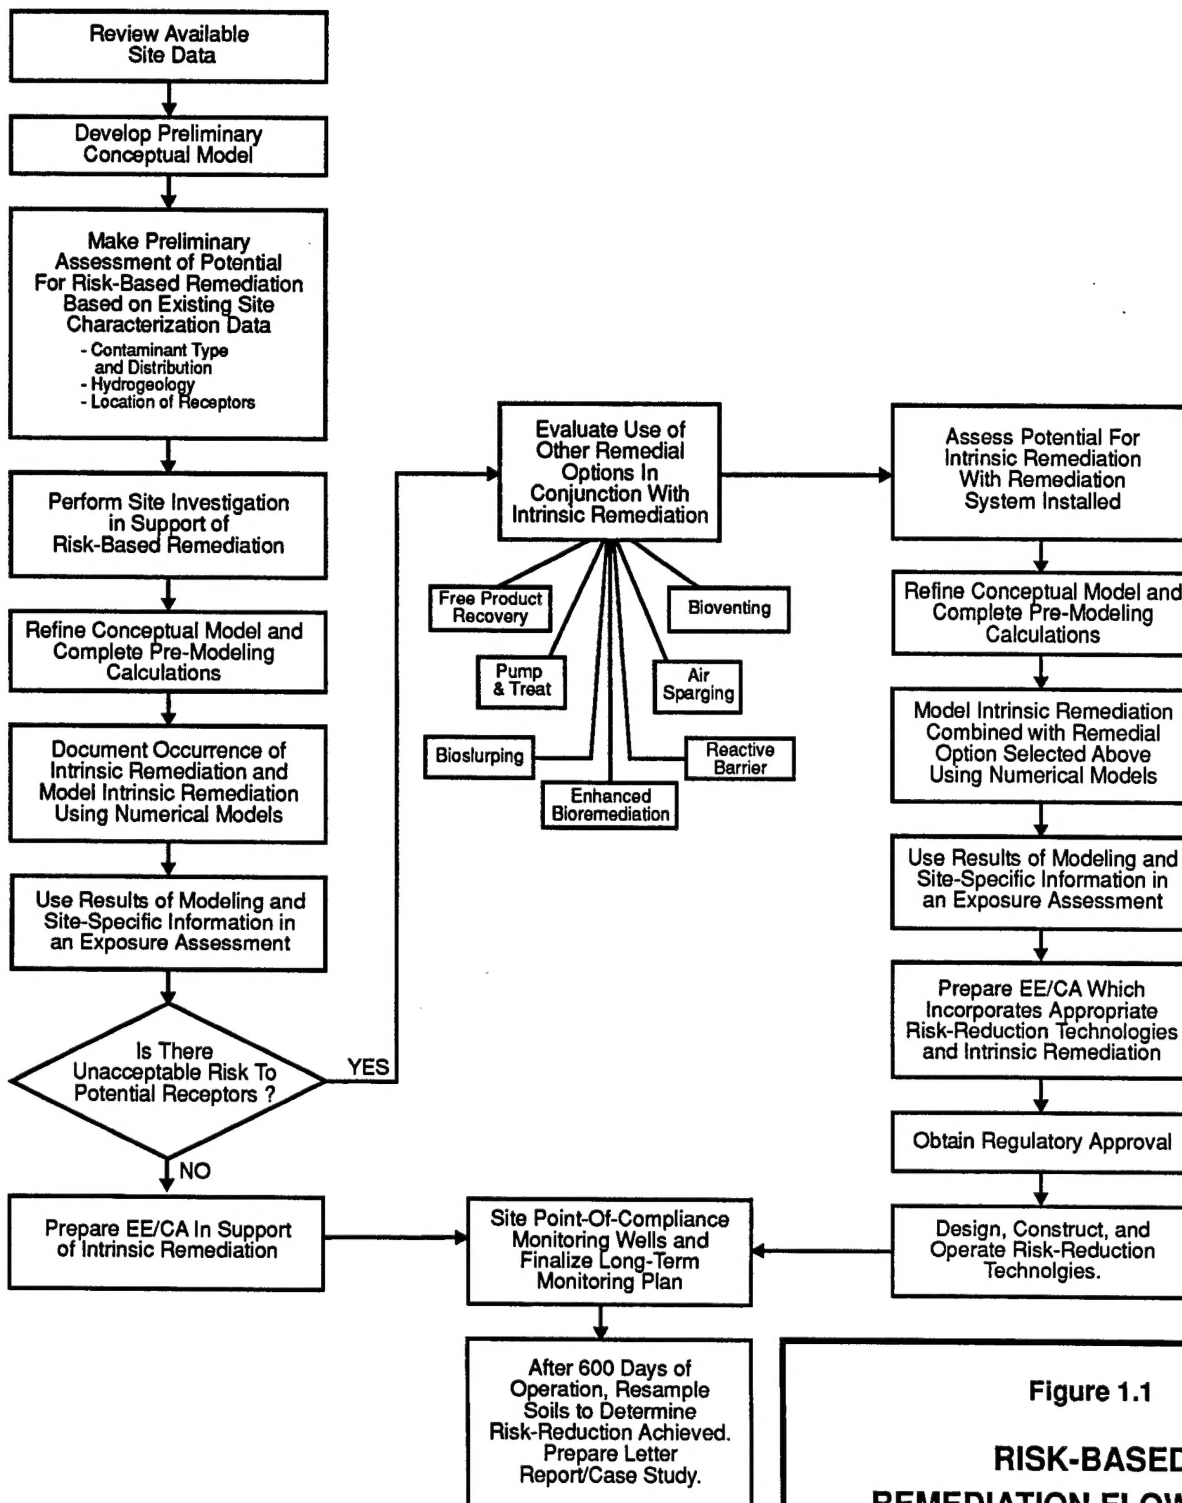 Review Available
Site Data
Develop Preliminary
Conceptual Model
Make Preliminary
Assessment of Potential
For Risk-Based Remediation
Based on Existing Site
Characterization Data
- Contaminant Type
and Distribution
- Hydrogeology
- Location of Receptors
Perform Site Investigation
in Support of
Risk-Based Remediation
Refine Conceptual Model and
Complete Pre-Modeling
Calculations
Document Occurrence of
Intrinsic Remediation and
Model Intrinsic Remediation
Using Numerical Models
Use Results of Modeling and
Site-Specific Information in
an Exposure Assessment
Is There
Unacceptable Risk To
Potential Receptors ?
YES
NO
Prepare EE/CA In Support
of Intrinsic Remediation
Evaluate Use of
Other Remedial
Options In
Conjunction With
Intrinsic Remediation
Free Product
Recovery
Bioventing
Pump
& Treat
Air
Sparging
Bioslurping
Reactive
Barrier
Enhanced
Bioremediation
Assess Potential For
Intrinsic Remediation
With Remediation
System Installed
Refine Conceptual Model and
Complete Pre-Modeling
Calculations
Model Intrinsic Remediation
Combined with Remedial
Option Selected Above
Using Numerical Models
Use Results of Modeling and
Site-Specific Information in
an Exposure Assessment
Prepare EE/CA Which
Incorporates Appropriate
Risk-Reduction Technologies
and Intrinsic Remediation
Obtain Regulatory Approval
Design, Construct, and
Operate Risk-Reduction
Technolgies.
Site Point-Of-Compliance
Monitoring Wells and
Finalize Long-Term
Monitoring Plan
After 600 Days of
Operation, Resample
Soils to Determine
Risk-Reduction Achieved.
Prepare Letter
Report/Case Study.
Figure 1.1
RISK-BASED
REMEDIATION FLOW